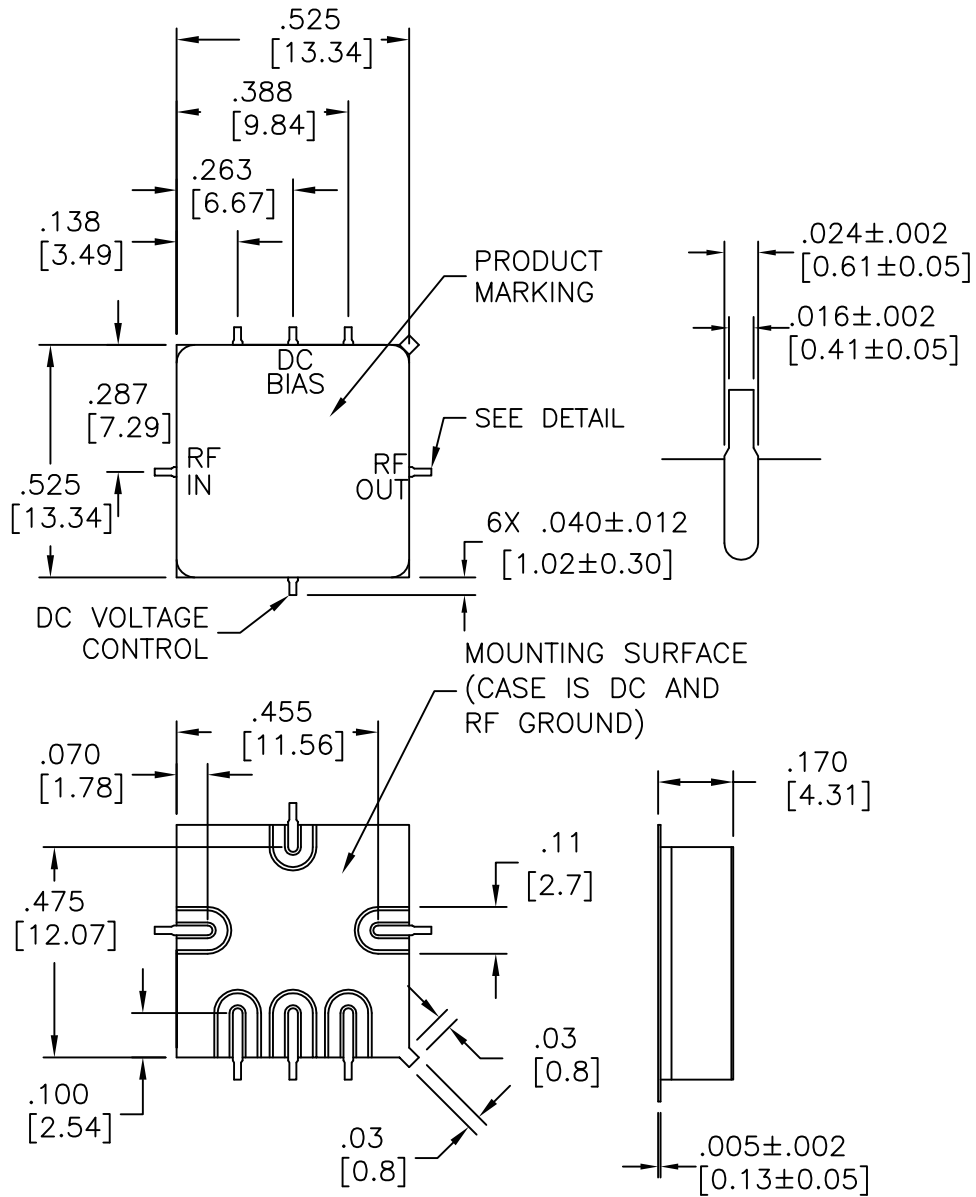 .525
[13.34]
.388
[9.84]
.263
[6.67]
.138
[3.49]
PRODUCT
MARKING
.024±.002
[0.61±0.05]
.016±.002
[0.41±0.05]
DC
BIAS
.287
[7.29]
SEE DETAIL
RF
IN
RF
OUT
.525
[13.34]
6X .040±.012
[1.02±0.30]
DC VOLTAGE
CONTROL
MOUNTING SURFACE
(CASE IS DC AND
RF GROUND)
.455
[11.56]
.070
[1.78]
.170
[4.31]
.11
[2.7]
.475
[12.07]
.03
[0.8]
.100
[2.54]
.03
[0.8]
.005±.002
[0.13±0.05]